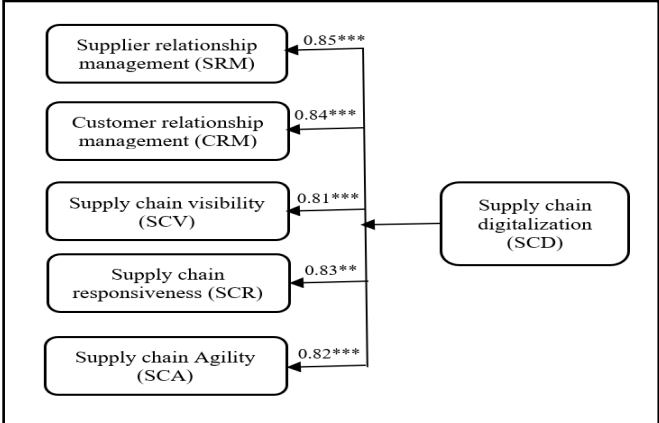 Supplier relationship
management (SRM)
0.85***
Customer relationship
management (CRM)
0.84***
Supply chain visibility
(SCV)
0.81***
Supply chain
digitalization
(SCD)
Supply chain
responsiveness (SCR)
0.83**
Supply chain Agility
(SCA)
0.82***